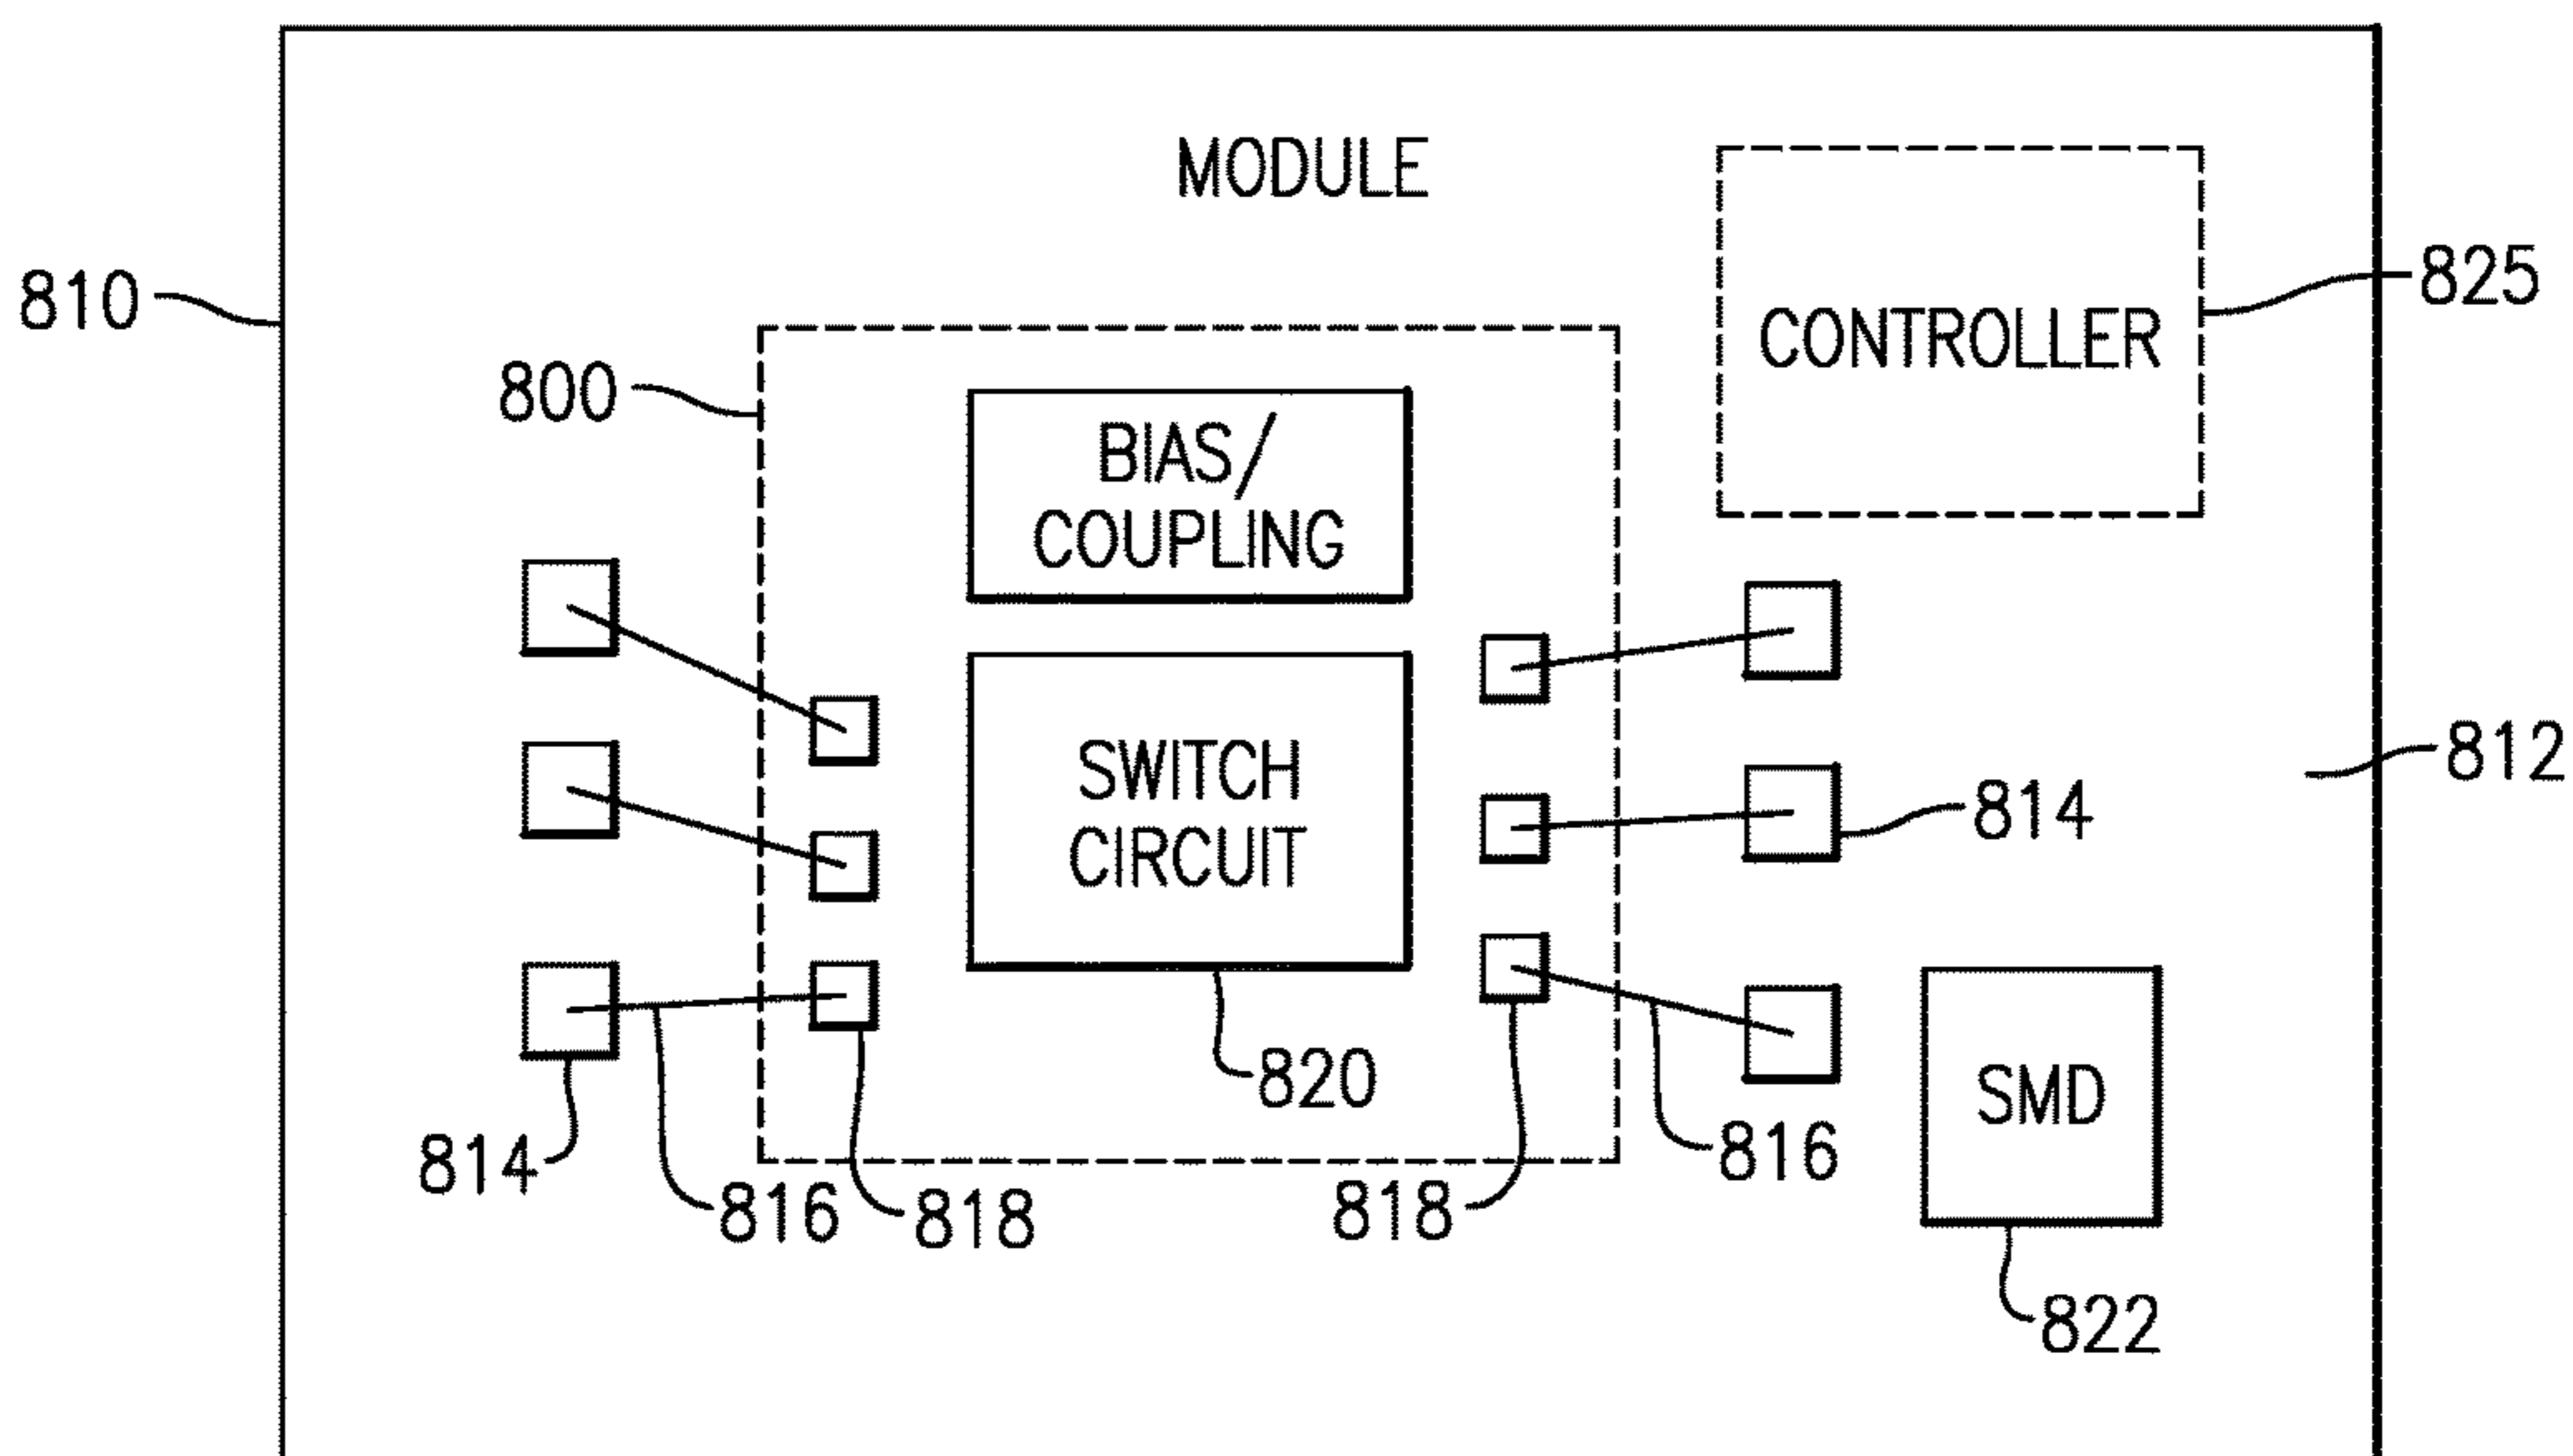 MODULE
810
825
CONTROLLER
800
BIAS/
COUPLING
812
SWITCH
CIRCUIT
814
820
SMD
814
816
816
818
818
822